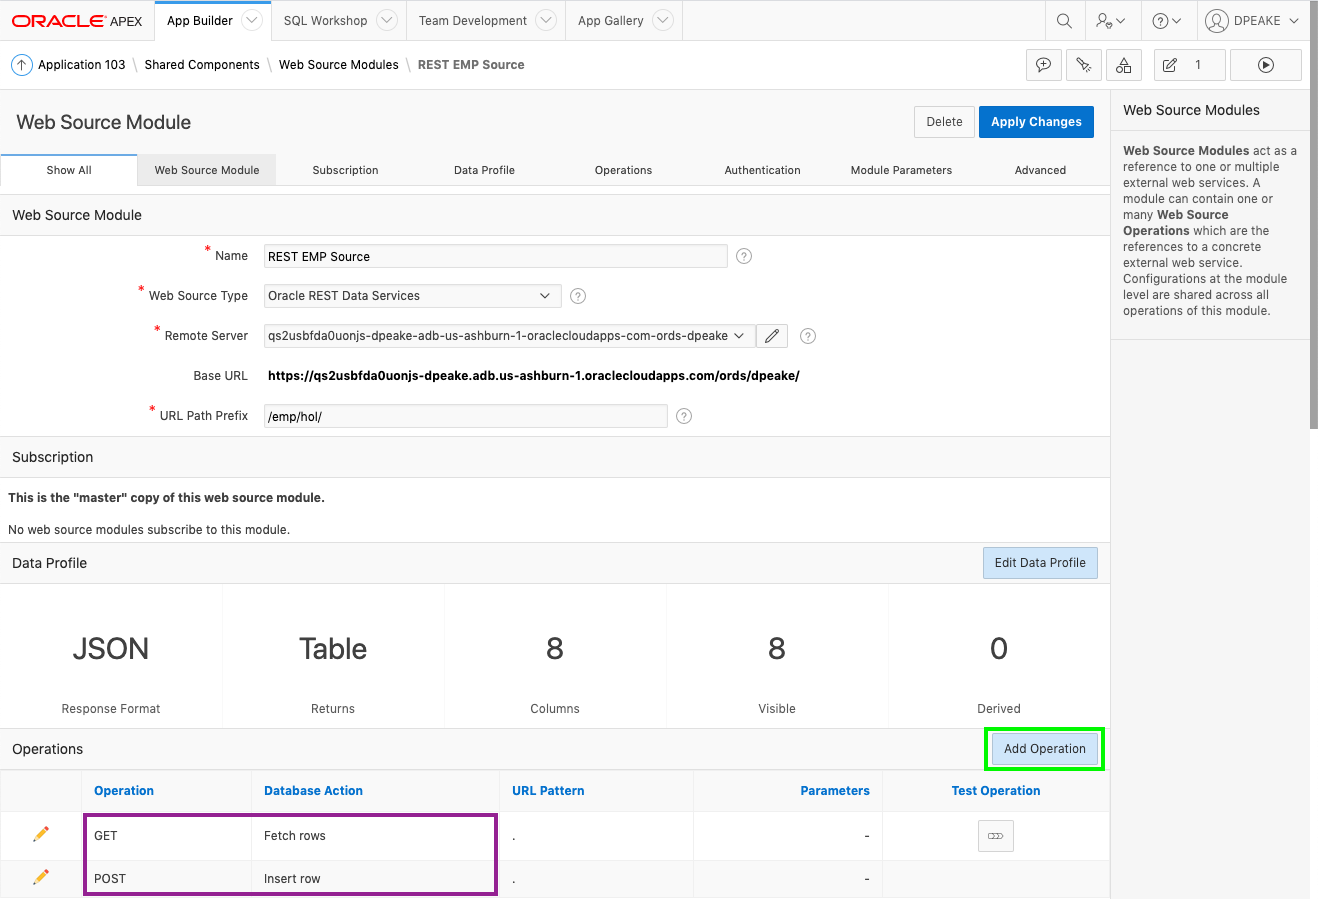 ORACLE APEX App Builder SQL Workshop Team Development App Gallery DPEAKE
Application 103 \ Shared Components \ Web Source Modules \ REST EMP Source 1
Web Source Module Delete Apply Changes
Show All Web Source Module Subscription Data Profile Operations Authentication Module Parameters Advanced
Web Source Module
* Name REST EMP Source ?
* Web Source Type Oracle REST Data Services ?
* Remote Server qs2usbfda0uonjs-dpeake-adb-us-ashburn-1-oraclecloudapps-com-ords-dpeake ?
Base URL https://qs2usbfda0uonjs-dpeake.adb.us-ashburn-1.oraclecloudapps.com/ords/dpeake/
* URL Path Prefix /emp/hol/ ?
Subscription
This is the "master" copy of this web source module.
No web source modules subscribe to this module.
Data Profile Edit Data Profile
JSON Table 8 8 0
Response Format Returns Columns Visible Derived
Operations Add Operation
Operation Database Action URL Pattern Parameters Test Operation
GET Fetch rows . -
POST Insert row . -
Web Source Modules
Web Source Modules act as a
reference to one or multiple
external web services. A
module can contain one or
many Web Source
Operations which are the
references to a concrete
external web service.
Configurations at the module
level are shared across all
operations of this module.